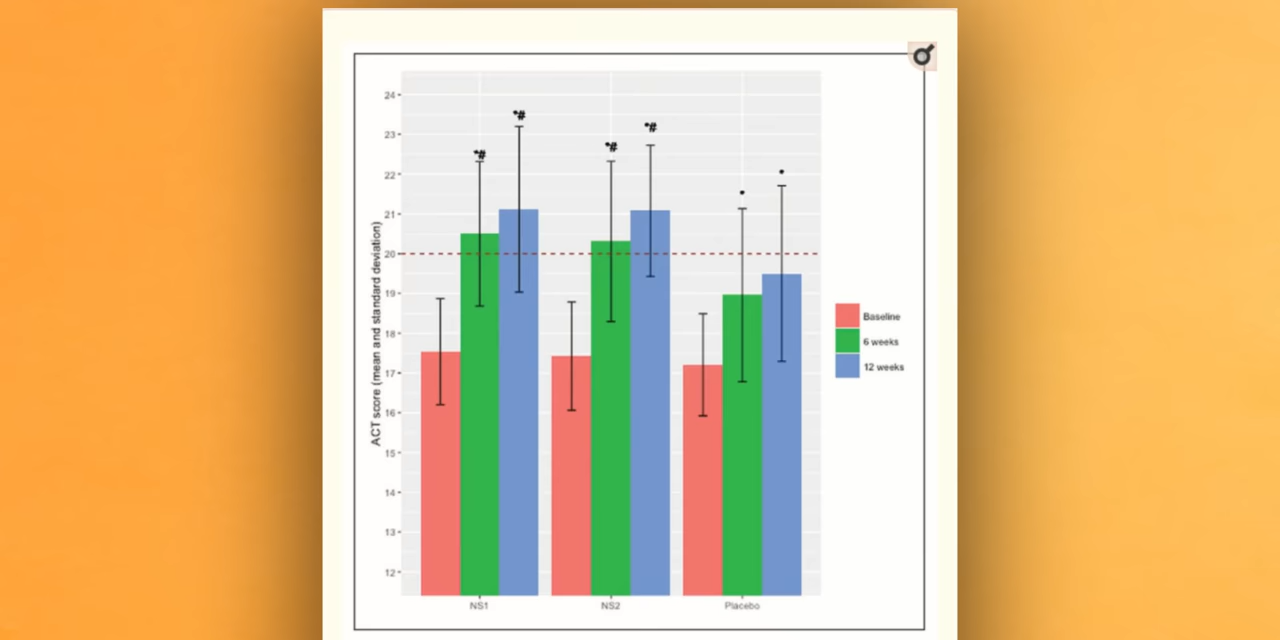 24
23
22
21
20
19
18
17
16
15
14
13
12
ACT score (mean and standard deviation)
*#
*#
*#
*#
*
*
NS1
NS2
Placebo
Baseline
6 weeks
12 weeks